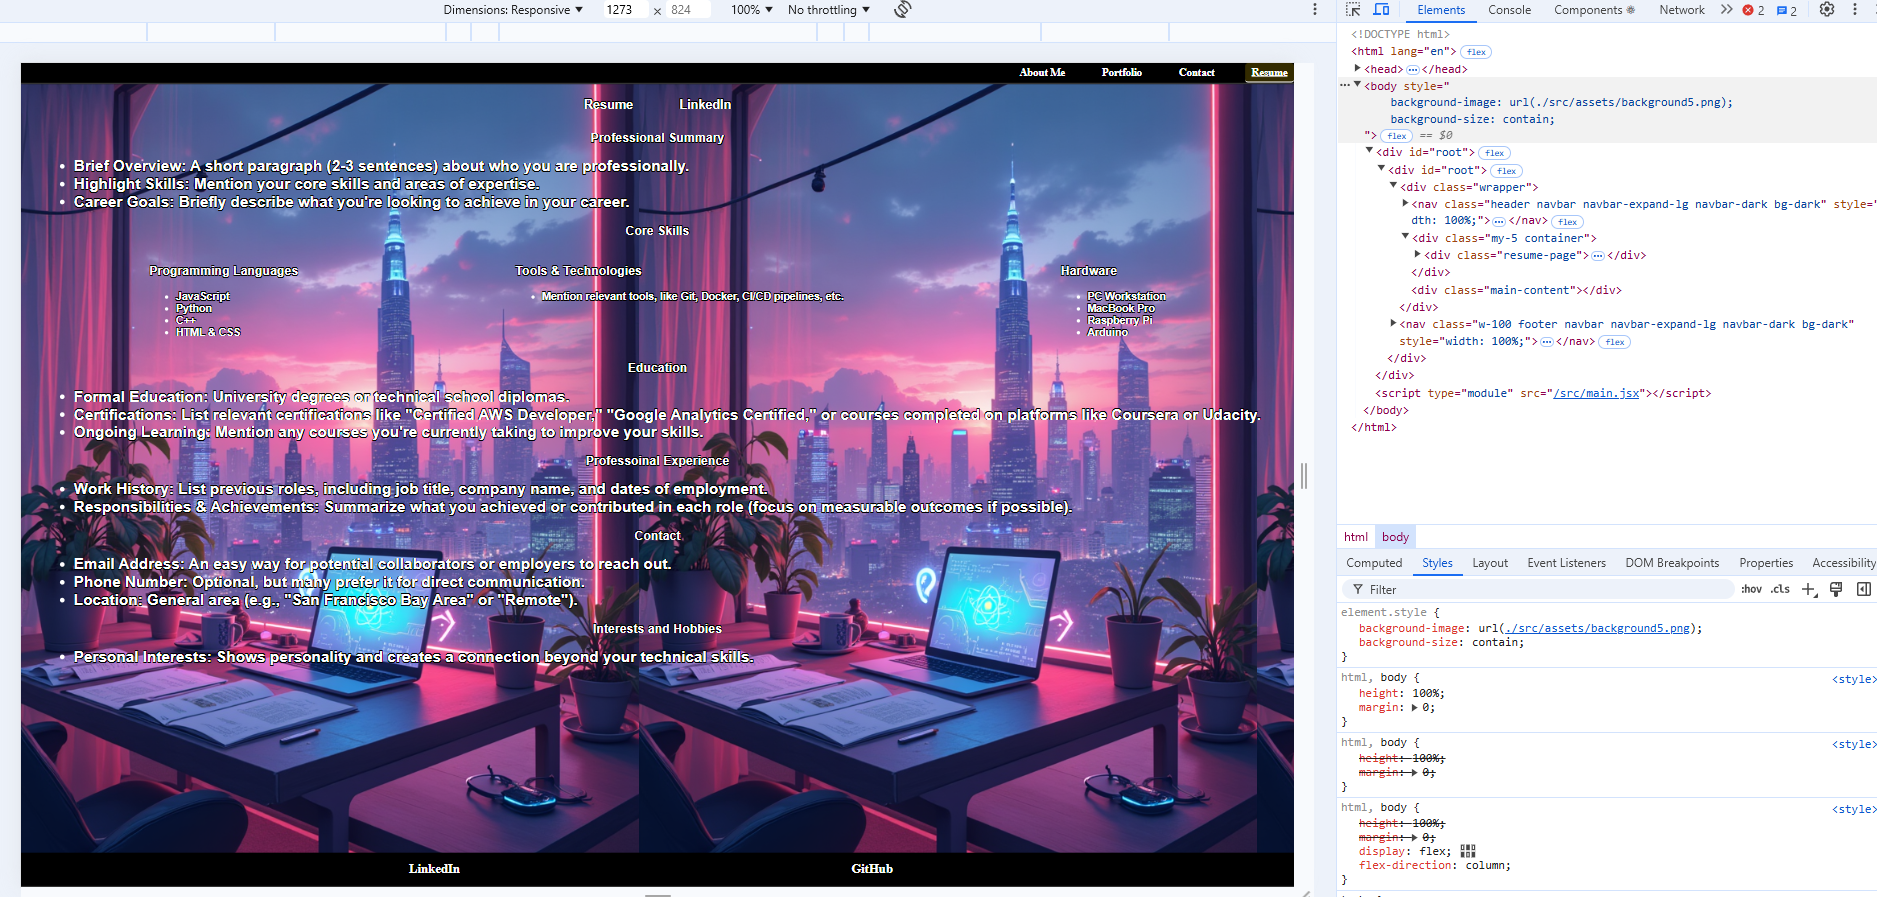 Dimensions: Responsive ▼ 1273 × 824 100% ▼ No throttling ▼
Elements Console Components Network 2 2
About Me Portfolio Contact Resume
Resume LinkedIn
Professional Summary
• Brief Overview: A short paragraph (2-3 sentences) about who you are professionally.
• Highlight Skills: Mention your core skills and areas of expertise.
• Career Goals: Briefly describe what you're looking to achieve in your career.
Core Skills
Programming Languages
• JavaScript
• Python
• C++
• HTML & CSS
Tools & Technologies
• Mention relevant tools, like Git, Docker, CI/CD pipelines, etc.
Hardware
• PC Workstation
• MacBook Pro
• Raspberry Pi
• Arduino
Education
• Formal Education: University degrees or technical school diplomas.
• Certifications: List relevant certifications like "Certified AWS Developer," "Google Analytics Certified," or courses completed on platforms like Coursera or Udacity.
• Ongoing Learning: Mention any courses you're currently taking to improve your skills.
Professoinal Experience
• Work History: List previous roles, including job title, company name, and dates of employment.
• Responsibilities & Achievements: Summarize what you achieved or contributed in each role (focus on measurable outcomes if possible).
Contact
• Email Address: An easy way for potential collaborators or employers to reach out.
• Phone Number: Optional, but many prefer it for direct communication.
• Location: General area (e.g., "San Francisco Bay Area" or "Remote").
Interests and Hobbies
• Personal Interests: Shows personality and creates a connection beyond your technical skills.
LinkedIn GitHub
<!DOCTYPE html>
<html lang="en"> flex
<head> ··· </head>
··· <body style="
background-image: url(./src/assets/background5.png);
background-size: contain;
"> flex == $0
<div id="root"> flex
<div id="root"> flex
<div class="wrapper">
<nav class="header navbar navbar-expand-lg navbar-dark bg-dark" style="
dth: 100%;"> ··· </nav> flex
<div class="my-5 container">
<div class="resume-page"> ··· </div>
</div>
<div class="main-content"></div>
</div>
<nav class="w-100 footer navbar navbar-expand-lg navbar-dark bg-dark"
style="width: 100%;"> ··· </nav> flex
</div>
</div>
<script type="module" src="/src/main.jsx"></script>
</body>
</html>
html body
Computed Styles Layout Event Listeners DOM Breakpoints Properties Accessibility
Filter :hov .cls
element.style {
background-image: url(./src/assets/background5.png);
background-size: contain;
}
html, body { <style>
height: 100%;
margin: 0;
}
html, body { <style>
height: 100%;
margin: 0;
}
html, body { <style>
height: 100%;
margin: 0;
display: flex;
flex-direction: column;
}